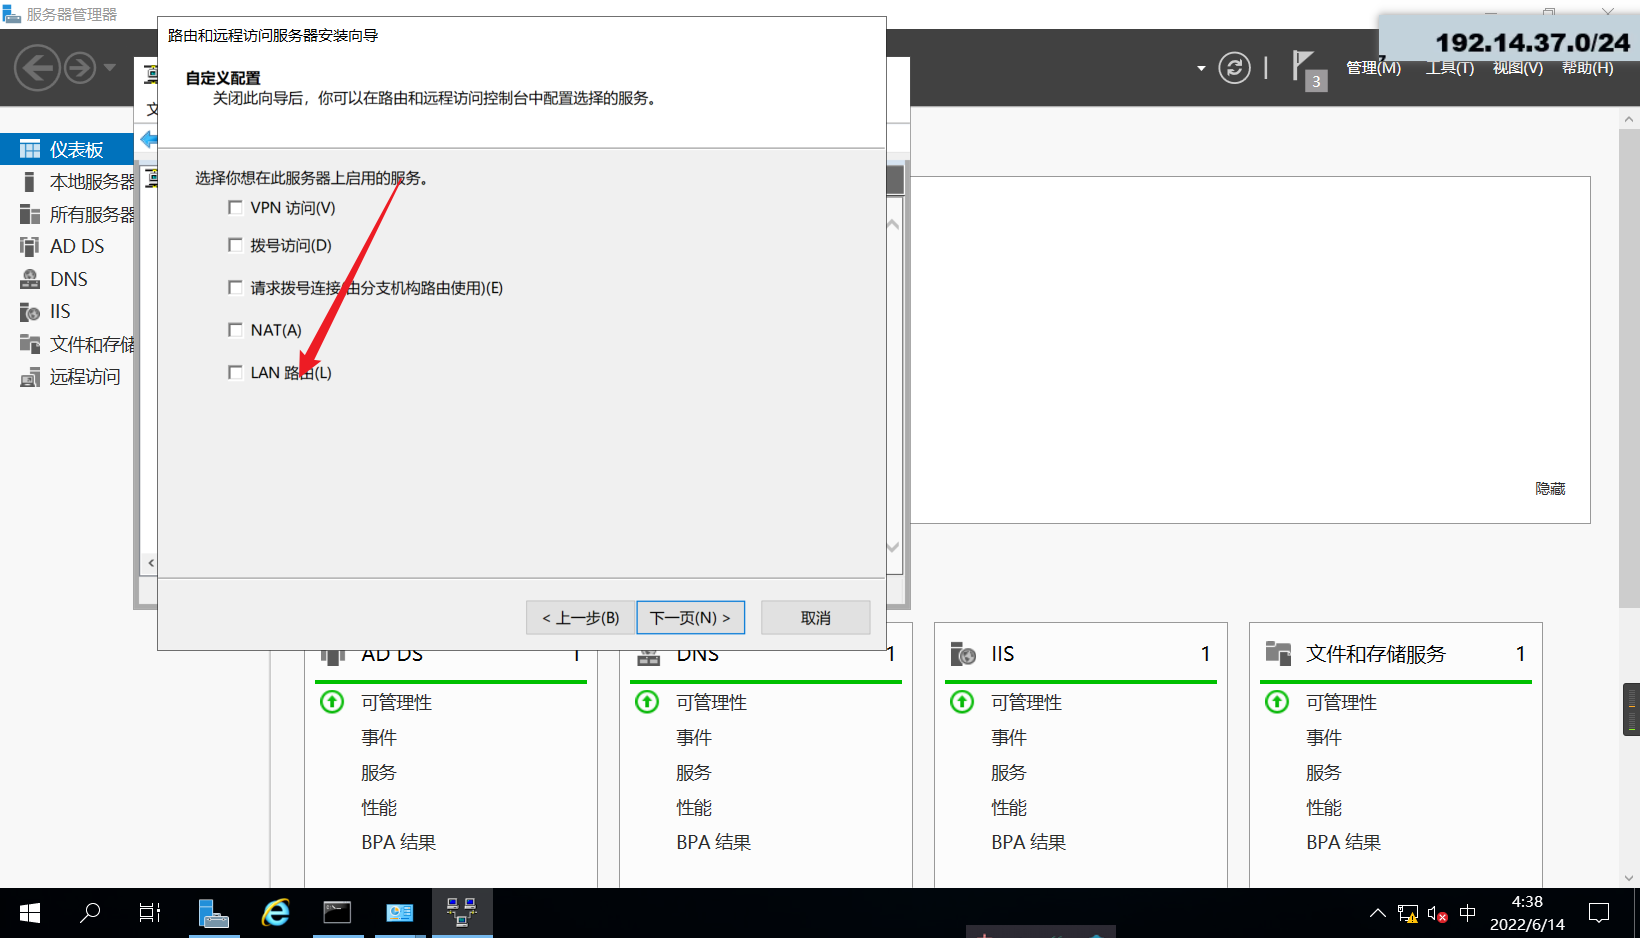 服务器管理器
192.14.37.0/24
3
管理(M)
工具(T)
视图(V)
帮助(H)
路由和远程访问服务器安装向导
自定义配置
关闭此向导后，你可以在路由和远程访问控制台中配置选择的服务。
文
仪表板
本地服务器
所有服务器
AD DS
DNS
IIS
文件和存储
远程访问
选择你想在此服务器上启用的服务。
VPN 访问(V)
拨号访问(D)
请求拨号连接(由分支机构路由使用)(E)
NAT(A)
LAN 路由(L)
< 上一步(B)
下一页(N) >
取消
隐藏
AD DS 1
可管理性
事件
服务
性能
BPA 结果
DNS 1
可管理性
事件
服务
性能
BPA 结果
IIS 1
可管理性
事件
服务
性能
BPA 结果
文件和存储服务 1
可管理性
事件
服务
性能
BPA 结果
中
4:38
2022/6/14